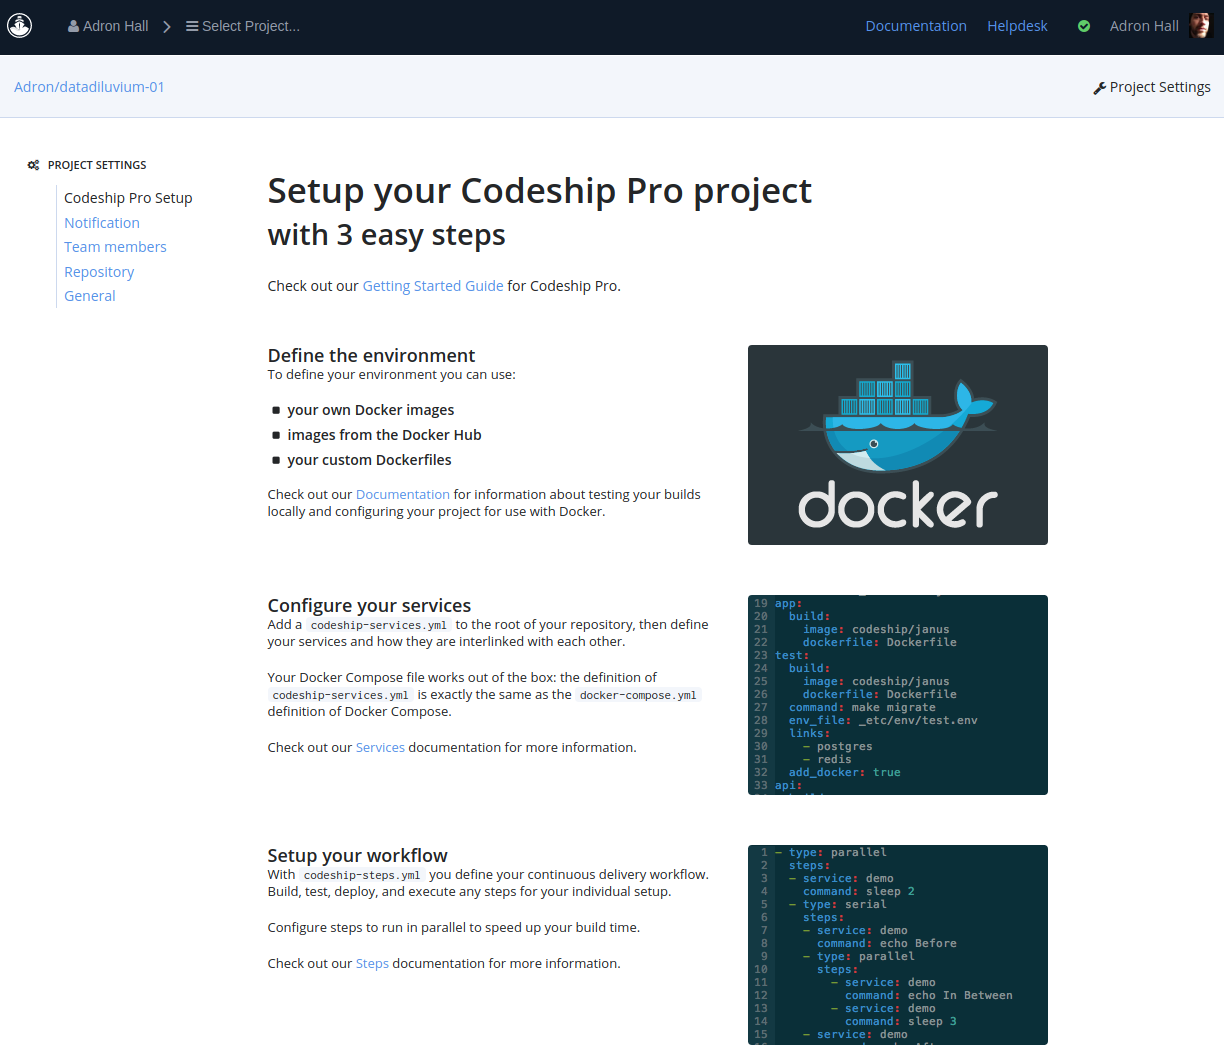 Adron Hall
Select Project...
Documentation
Helpdesk
Adron Hall
Adron/datadiluvium-01
Project Settings
PROJECT SETTINGS
Codeship Pro Setup
Notification
Team members
Repository
General
Setup your Codeship Pro project
with 3 easy steps
Check out our Getting Started Guide for Codeship Pro.
Define the environment
To define your environment you can use:
your own Docker images
images from the Docker Hub
your custom Dockerfiles
Check out our Documentation for information about testing your builds
locally and configuring your project for use with Docker.
docker
Configure your services
Add a codeship-services.yml to the root of your repository, then define
your services and how they are interlinked with each other.
Your Docker Compose file works out of the box: the definition of
codeship-services.yml is exactly the same as the docker-compose.yml
definition of Docker Compose.
Check out our Services documentation for more information.
19 app:
20   build:
21     image: codeship/janus
22     dockerfile: Dockerfile
23 test:
24   build:
25     image: codeship/janus
26     dockerfile: Dockerfile
27   command: make migrate
28   env_file: _etc/env/test.env
29   links:
30     - postgres
31     - redis
32   add_docker: true
33 api:
Setup your workflow
With codeship-steps.yml you define your continuous delivery workflow.
Build, test, deploy, and execute any steps for your individual setup.
Configure steps to run in parallel to speed up your build time.
Check out our Steps documentation for more information.
1 - type: parallel
2   steps:
3   - service: demo
4     command: sleep 2
5   - type: serial
6     steps:
7     - service: demo
8       command: echo Before
9     - type: parallel
10       steps:
11         - service: demo
12           command: echo In Between
13         - service: demo
14           command: sleep 3
15     - service: demo